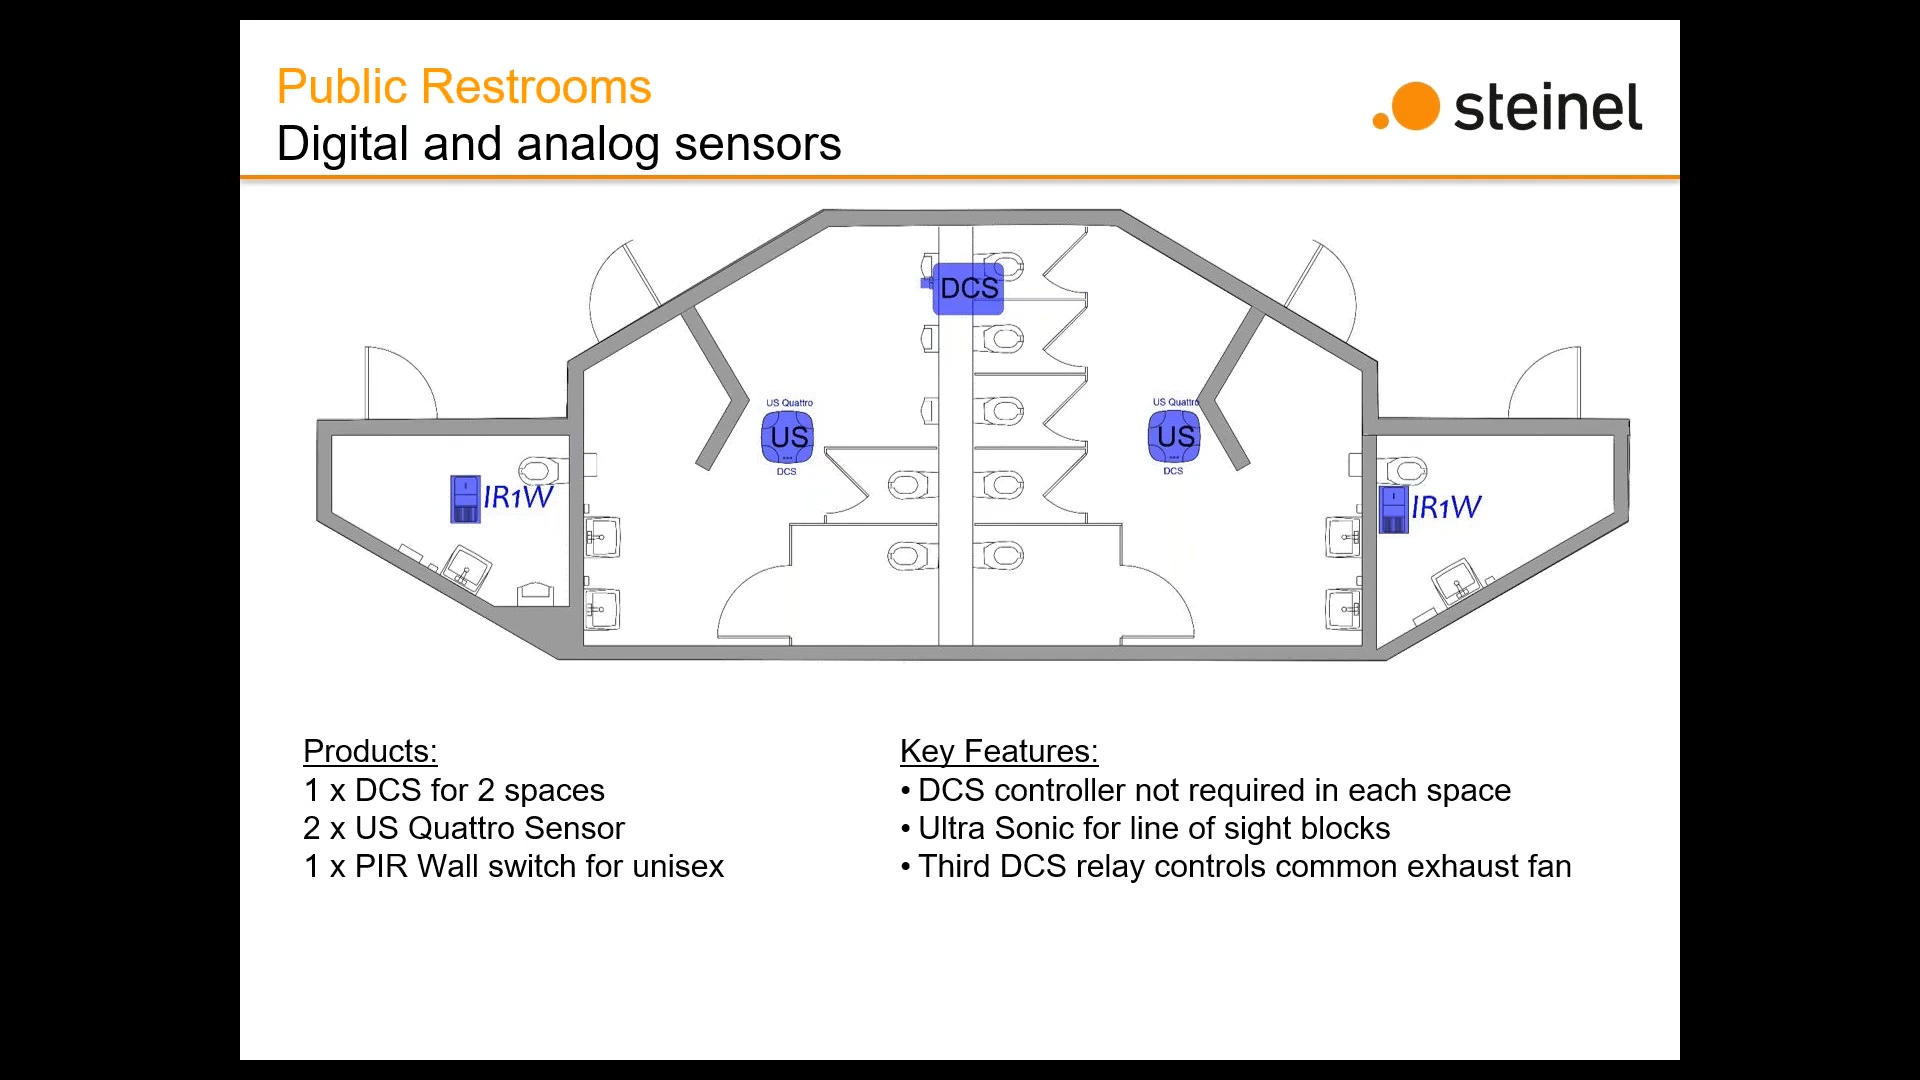 Public Restrooms
Digital and analog sensors
steinel
DCS
US Quattro
US
DCS
US Quattro
US
DCS
IR1W
IR1W
Products:
1 x DCS for 2 spaces
2 x US Quattro Sensor
1 x PIR Wall switch for unisex
Key Features:
• DCS controller not required in each space
• Ultra Sonic for line of sight blocks
• Third DCS relay controls common exhaust fan